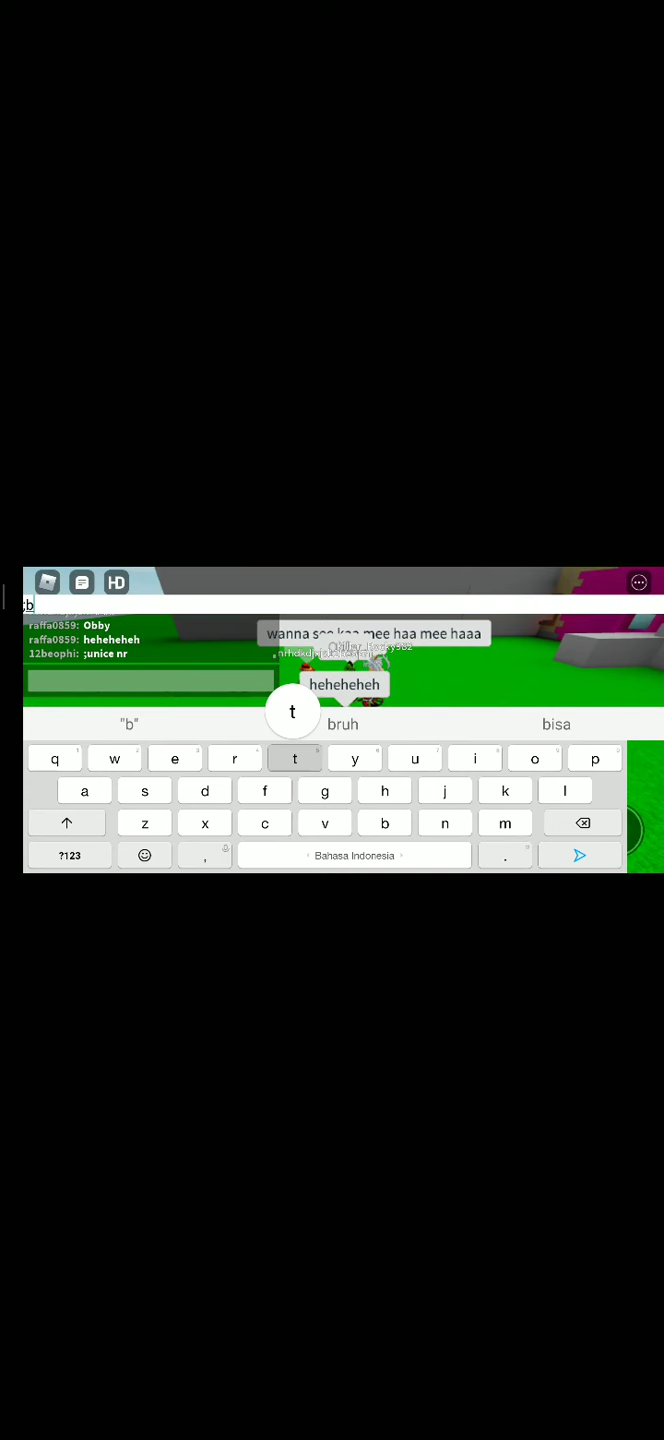 HD
;b
raffa0859: Obby
raffa0859: heheheheh
12beophi: ;unice nr
wanna see kaa mee haa mee haaa
heheheheh
t
"b" bruh bisa
q w e r t y u i o p
a s d f g h j k l
z x c v b n m
?123 , Bahasa Indonesia .